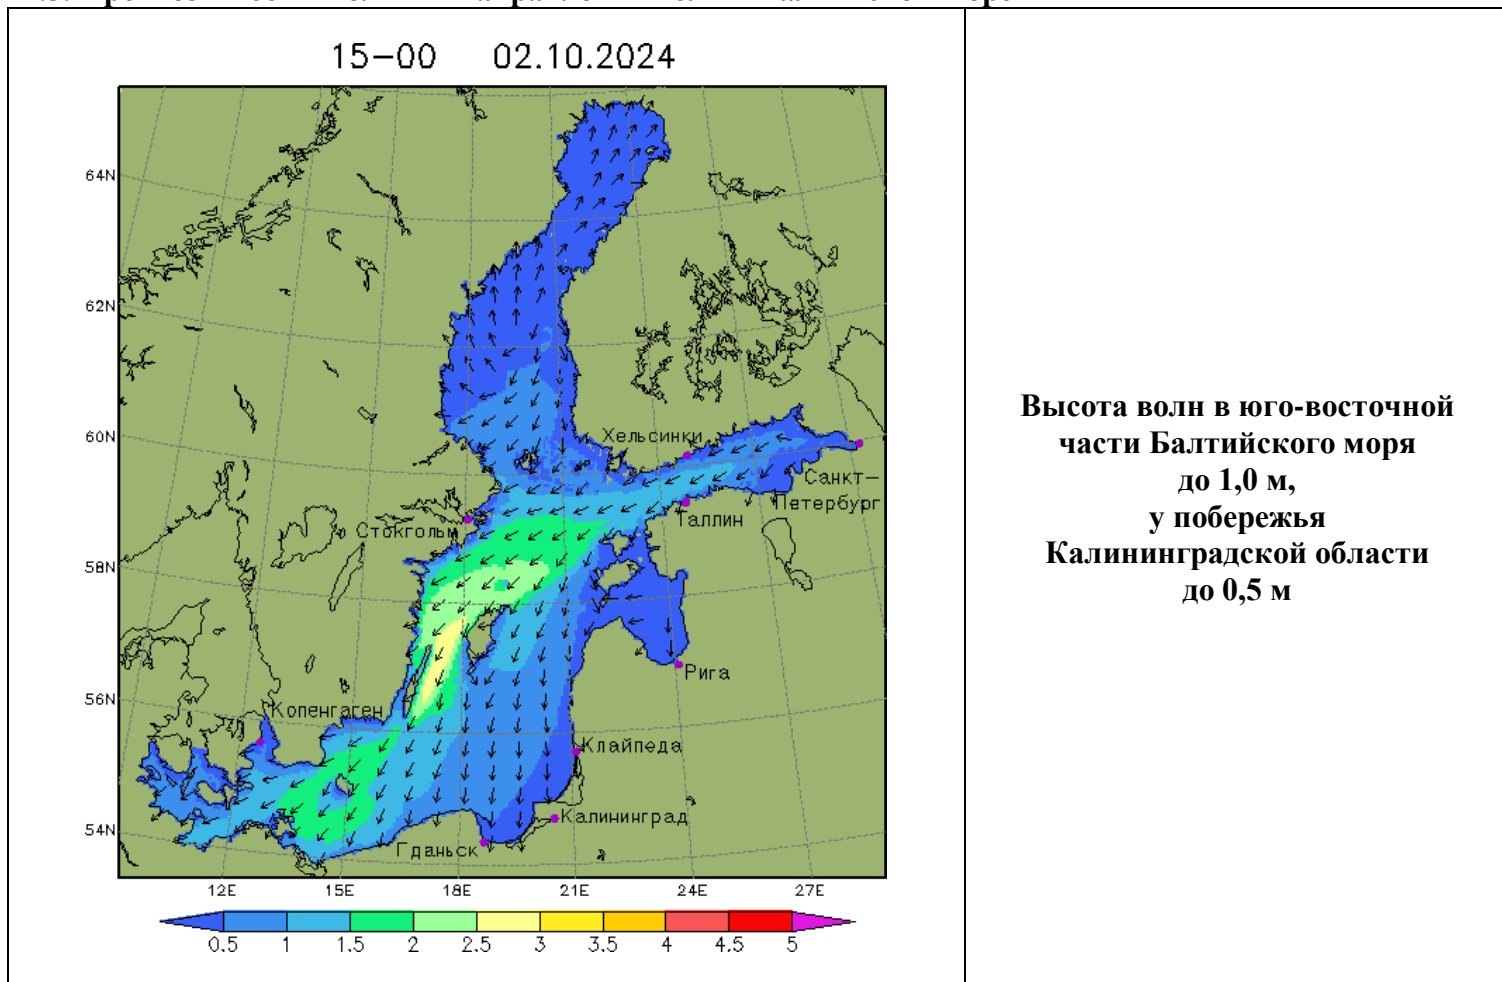 15-00 02.10.2024
64N
62N
60N
58N
56N
54N
Хельсинки
Санкт-
Петербург
Таллин
Стокгольм
Рига
Копенгаген
Клайпеда
Калининград
Гданьск
12E 15E 18E 21E 24E 27E
0.5 1 1.5 2 2.5 3 3.5 4 4.5 5
Высота волн в юго-восточной
части Балтийского моря
до 1,0 м,
у побережья
Калининградской области
до 0,5 м